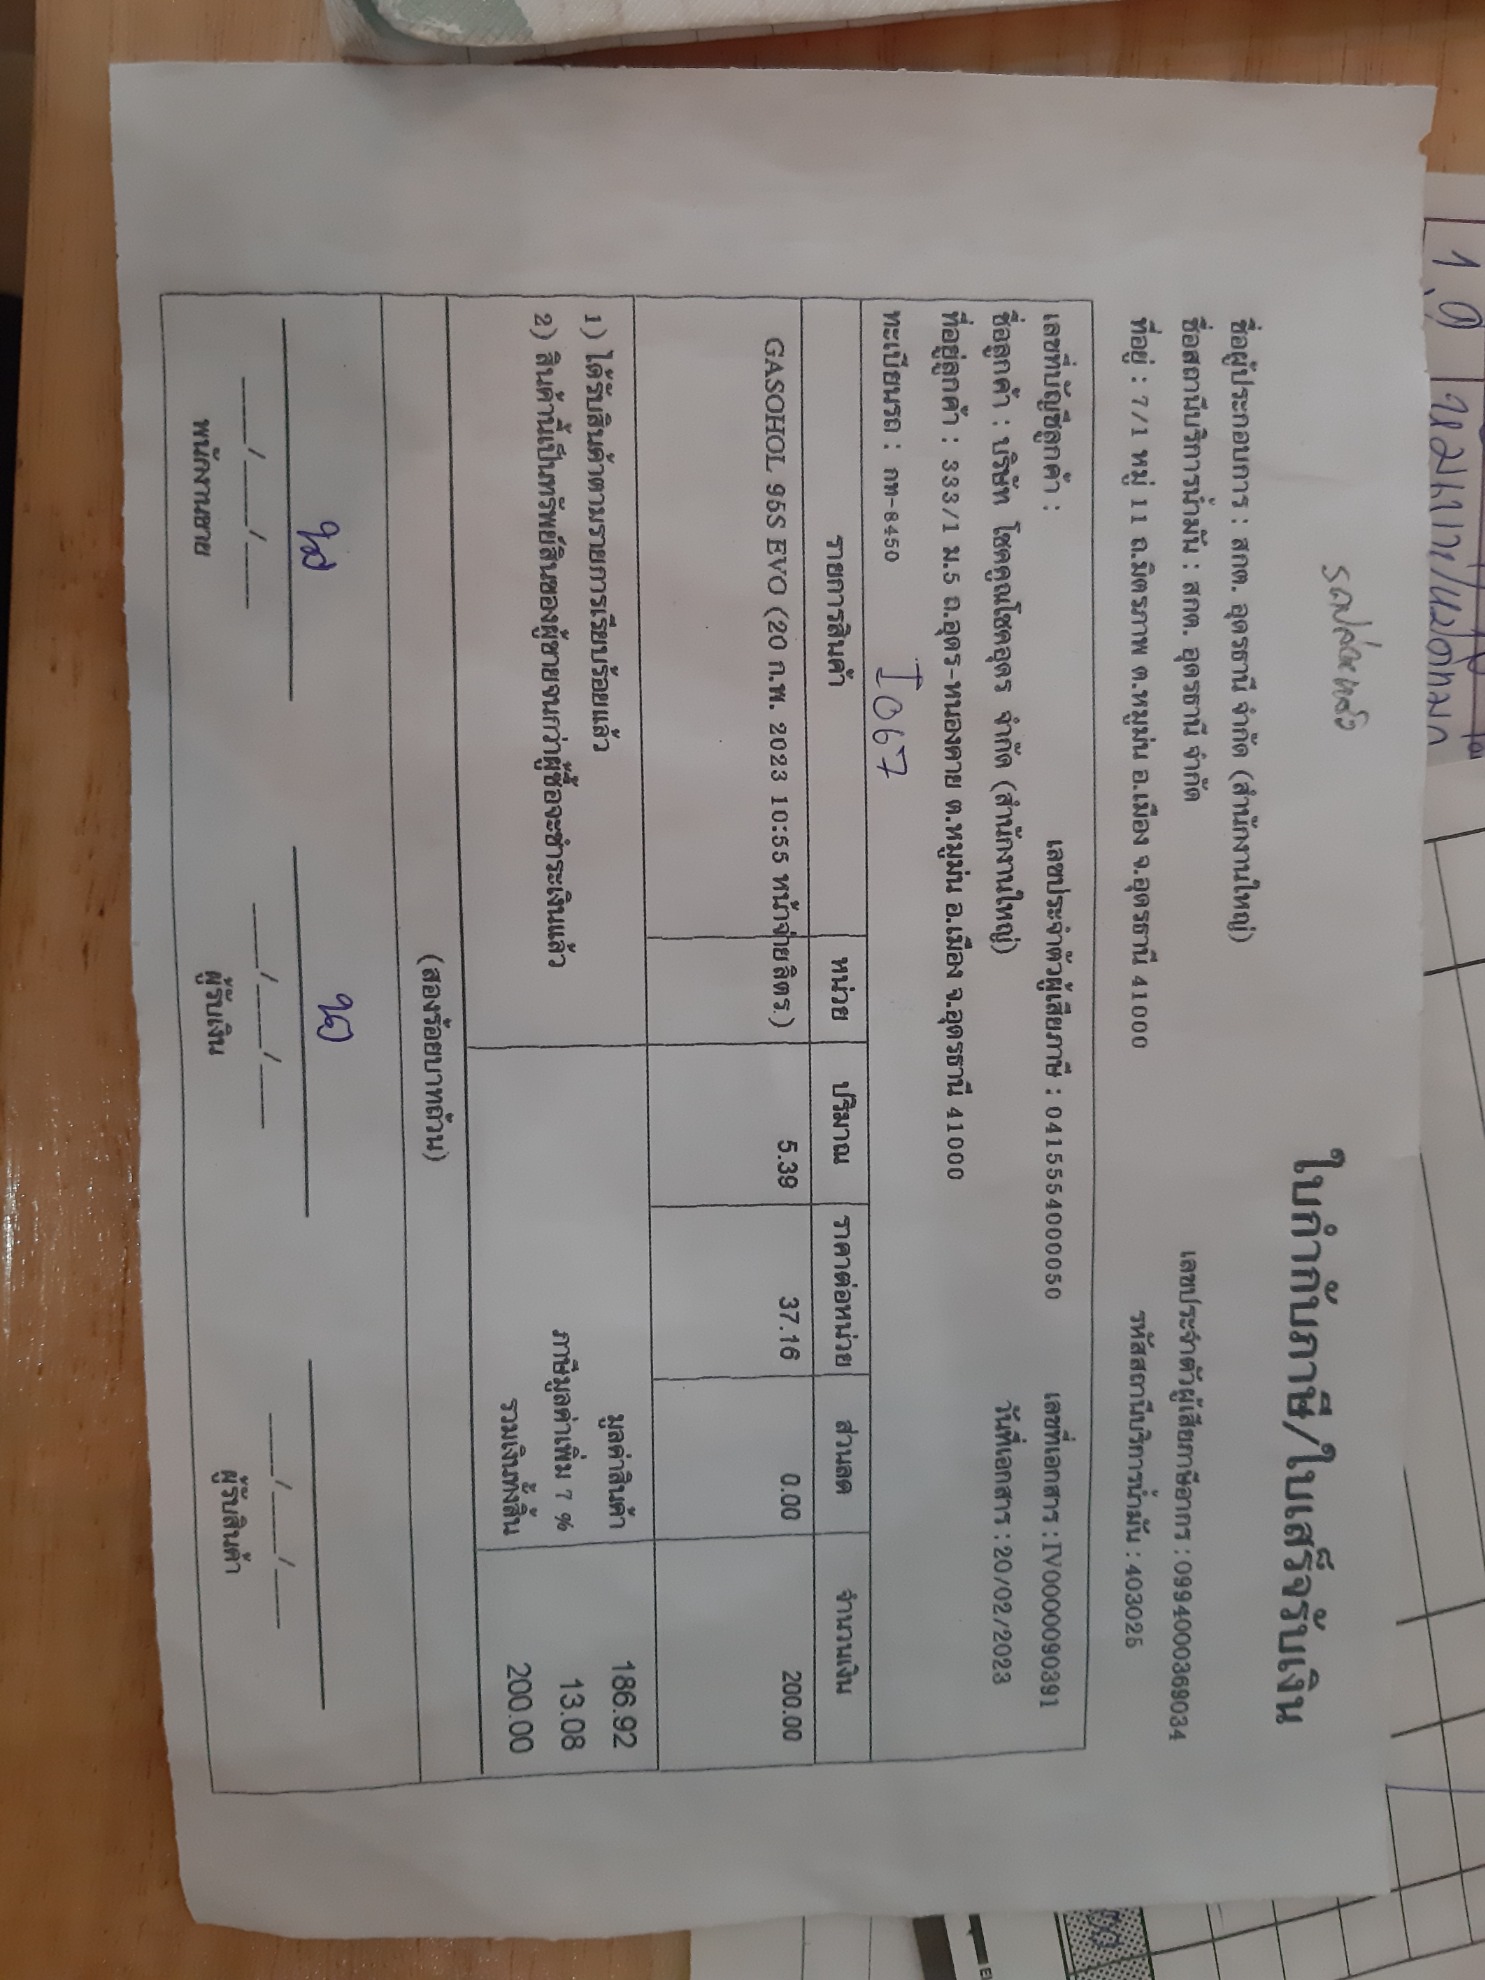 ใบกำกับภาษี/ใบเสร็จรับเงิน
ชื่อผู้ประกอบการ : สกต. อุดรธานี จำกัด (สำนักงานใหญ่)
เลขประจำตัวผู้เสียภาษีอากร : 0994000369034
ชื่อสถานีบริการน้ำมัน : สกต. อุดรธานี จำกัด
รหัสสถานีบริการน้ำมัน : 403025
ที่อยู่ : 7/1 หมู่ 11 ถ.มิตรภาพ ต.หมูม่น อ.เมือง จ.อุดรธานี 41000
เลขที่บัญชีลูกค้า : เลขประจำตัวผู้เสียภาษี : 0415554000050 เลขที่เอกสาร : IV0000090391
ชื่อลูกค้า : บริษัท โชคคูณโชคอุดร จำกัด (สำนักงานใหญ่) วันที่เอกสาร : 20/02/2023
ที่อยู่ลูกค้า : 333/1 ม.5 ถ.อุดร-หนองคาย ต.หมูม่น อ.เมือง จ.อุดรธานี 41000
ทะเบียนรถ : กท-8450 I067
รายการสินค้า หน่วย ปริมาณ ราคาต่อหน่วย ส่วนลด จำนวนเงิน
GASOHOL 95S EVO (20 ก.พ. 2023 10:55 หน้าจ่ายลิตร.) 5.39 37.16 0.00 200.00
1) ได้รับสินค้าตามรายการเรียบร้อยแล้ว มูลค่าสินค้า 186.92
2) สินค้านี้เป็นทรัพย์สินของผู้ขายจนกว่าผู้ซื้อจะชำระเงินแล้ว ภาษีมูลค่าเพิ่ม 7 % 13.08
รวมเงินทั้งสิ้น 200.00
(สองร้อยบาทถ้วน)
___/___/___ ___/___/___ ___/___/___
พนักงานขาย ผู้รับเงิน ผู้รับสินค้า